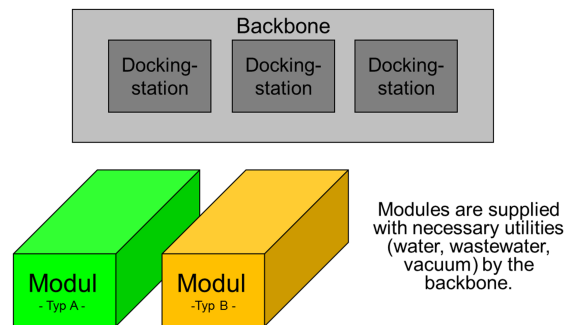 Backbone
Docking-
station
Docking-
station
Docking-
station
Modul
- Typ A -
Modul
-Typ B -
Modules are supplied
with necessary utilities
(water, wastewater,
vacuum) by the
backbone.